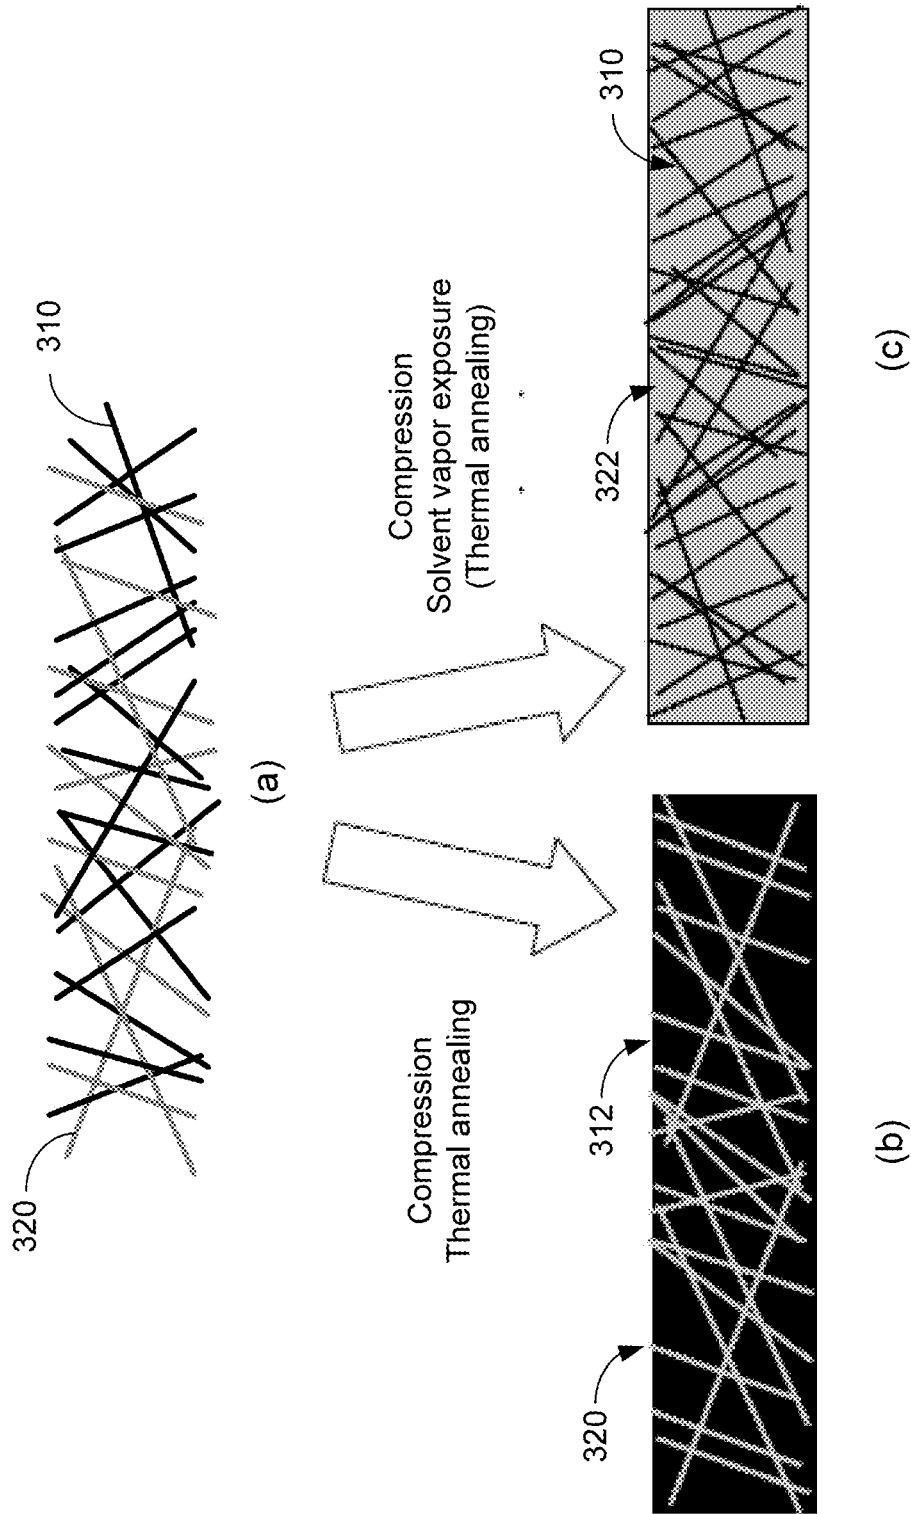 320
310
(a)
Compression
Thermal annealing
Compression
Solvent vapor exposure
(Thermal annealing)
320
312
322
310
(b)
(c)